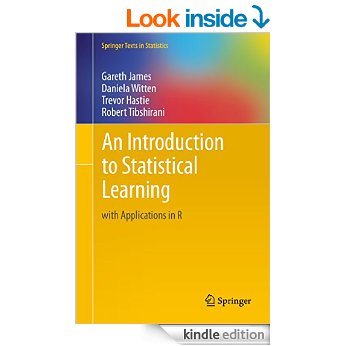 Look inside
Springer Texts in Statistics
Gareth James
Daniela Witten
Trevor Hastie
Robert Tibshirani
An Introduction
to Statistical
Learning
with Applications in R
Springer
kindle edition